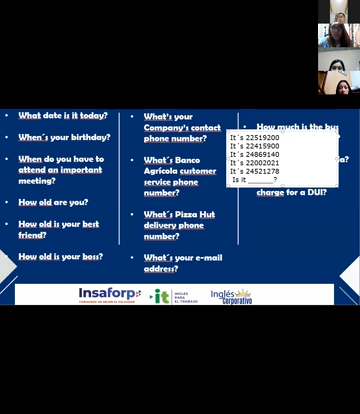 What date is it today?
When´s your birthday?
When do you have to
attend an important
meeting?
How old are you?
How old is your best
friend?
How old is your boss?
What´s your
Company´s contact
phone number?
What´s Banco
Agrícola customer
service phone
number?
What´s Pizza Hut
delivery phone
number?
What´s your e-mail
address?
How much is the bus
It´s 22519200
It´s 22415900
It´s 24869140
It´s 22002021
It´s 24521278
Is it ______?
charge for a DUI?
Insaforp
it
INGLÉS
PARA
EL TRABAJO
Inglés
Corporativo